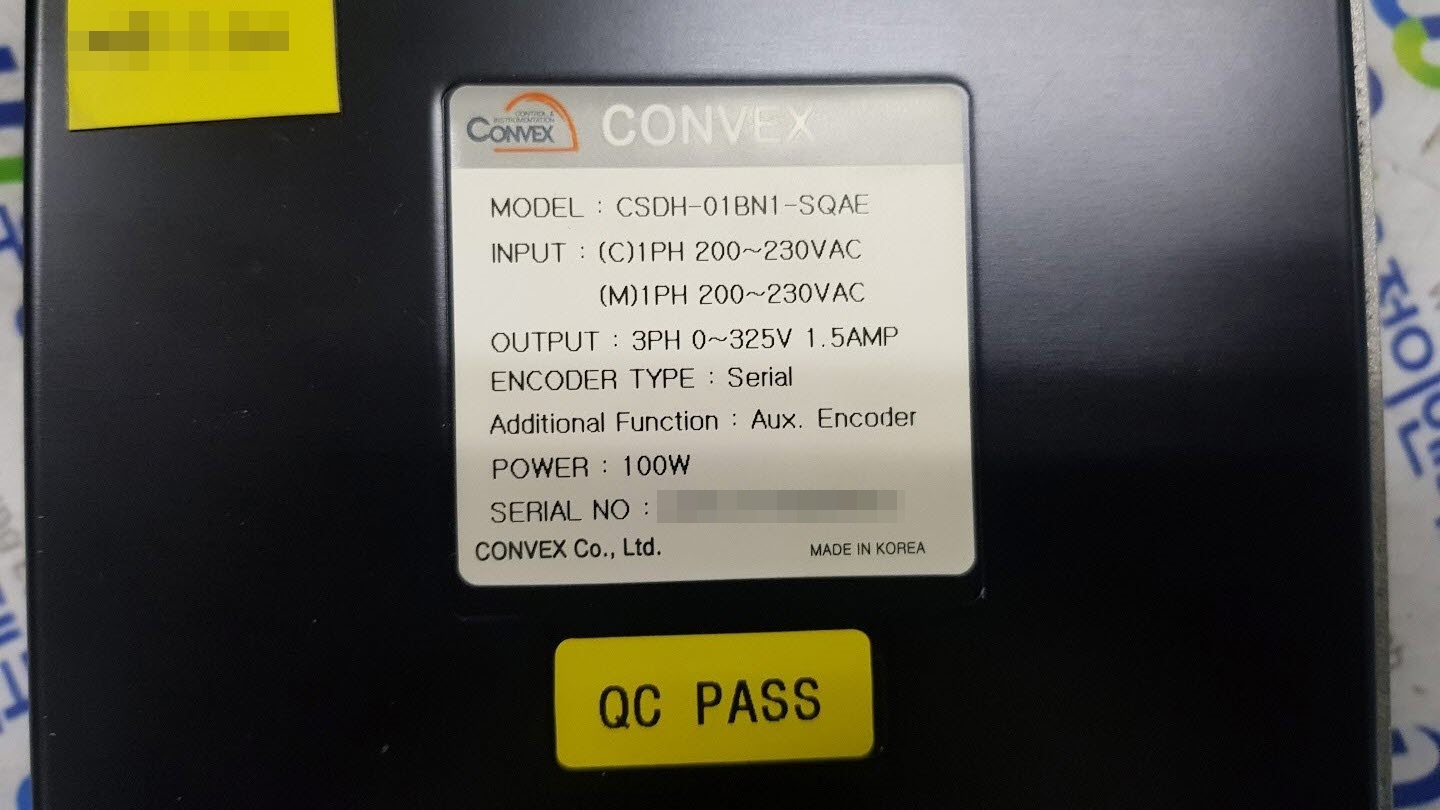 CONTROL &
INSTRUMENTATION
CONVEX
CONVEX
MODEL : CSDH-01BN1-SQAE
INPUT : (C)1PH 200~230VAC
(M)1PH 200~230VAC
OUTPUT : 3PH 0~325V 1.5AMP
ENCODER TYPE : Serial
Additional Function : Aux. Encoder
POWER : 100W
SERIAL NO :
CONVEX Co., Ltd.
MADE IN KOREA
QC PASS